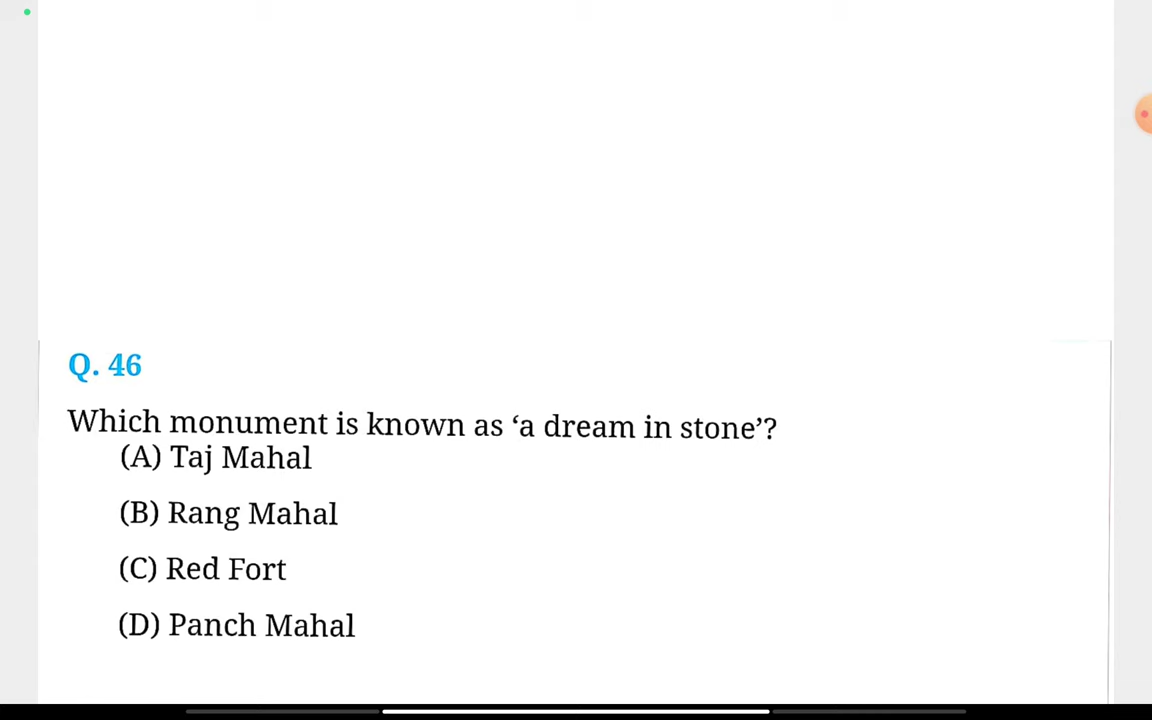 Q. 46
Which monument is known as ‘a dream in stone’?
(A) Taj Mahal
(B) Rang Mahal
(C) Red Fort
(D) Panch Mahal